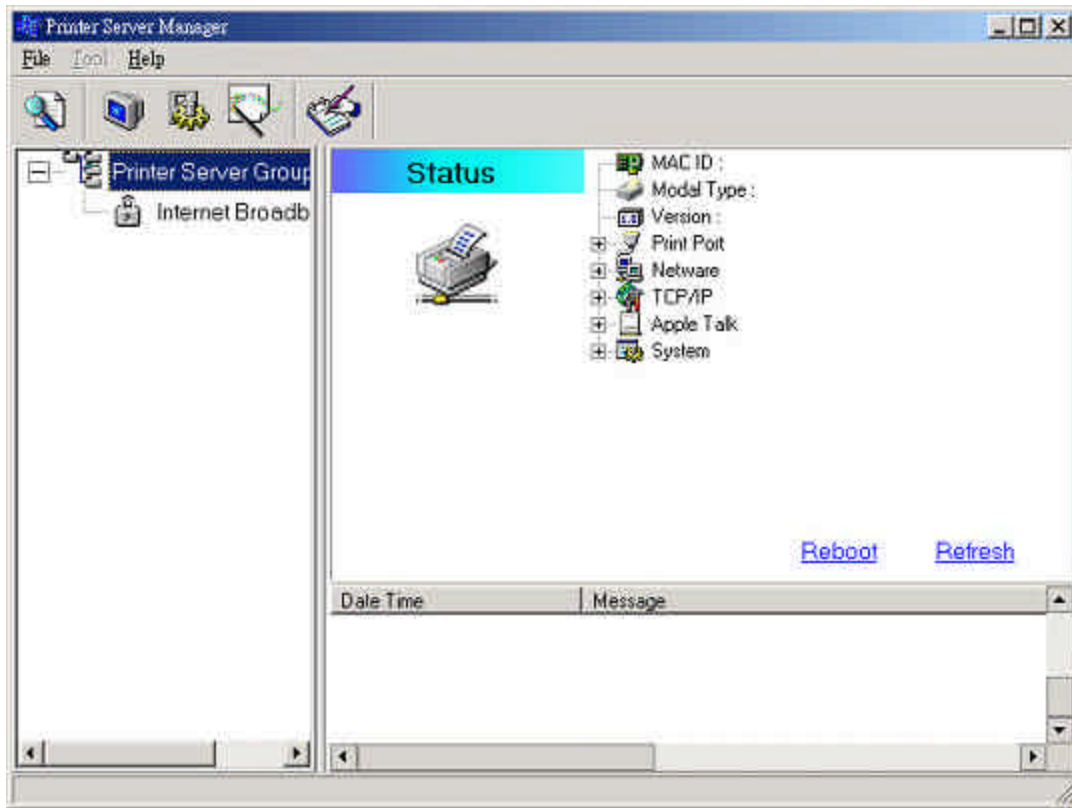 Printer Server Manager
File Tool Help
Printer Server Group
Internet Broadb
Status
MAC ID :
Modal Type :
Version :
Print Port
Netware
TCP/IP
Apple Talk
System
Reboot Refresh
Date Time Message